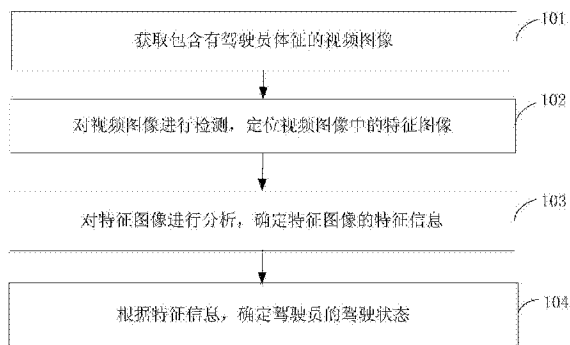 101
获取包含有驾驶员体征的视频图像
102
对视频图像进行检测，定位视频图像中的特征图像
103
对特征图像进行分析，确定特征图像的特征信息
104
根据特征信息，确定驾驶员的驾驶状态